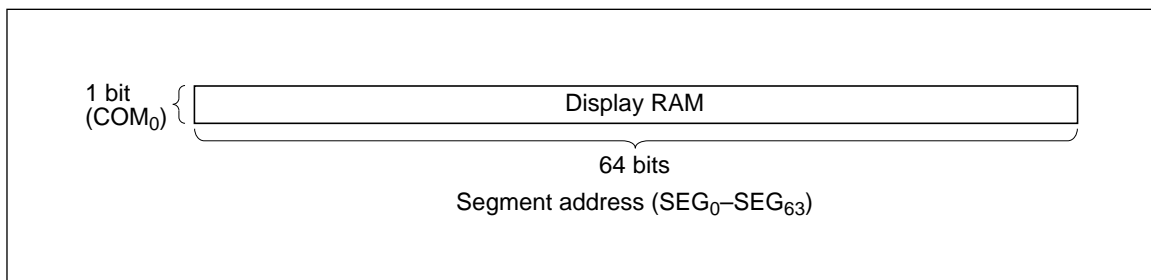 1 bit
(COM₀)
Display RAM
64 bits
Segment address (SEG₀–SEG₆₃)